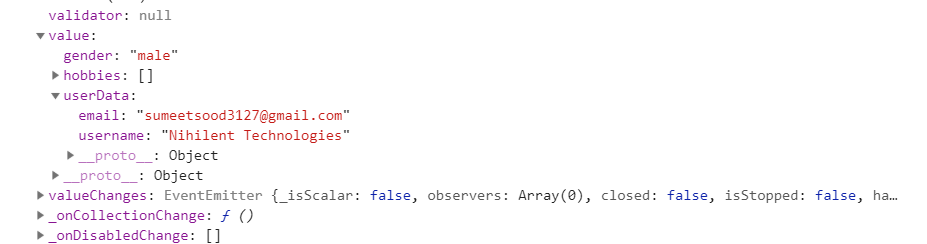 validator: null
▼value:
gender: "male"
▶hobbies: []
▼userData:
email: "sumeetsood3127@gmail.com"
username: "Nihilent Technologies"
▶__proto__: Object
▶__proto__: Object
▶valueChanges: EventEmitter {_isScalar: false, observers: Array(0), closed: false, isStopped: false, ha…
▶_onCollectionChange: ƒ ()
▶_onDisabledChange: []